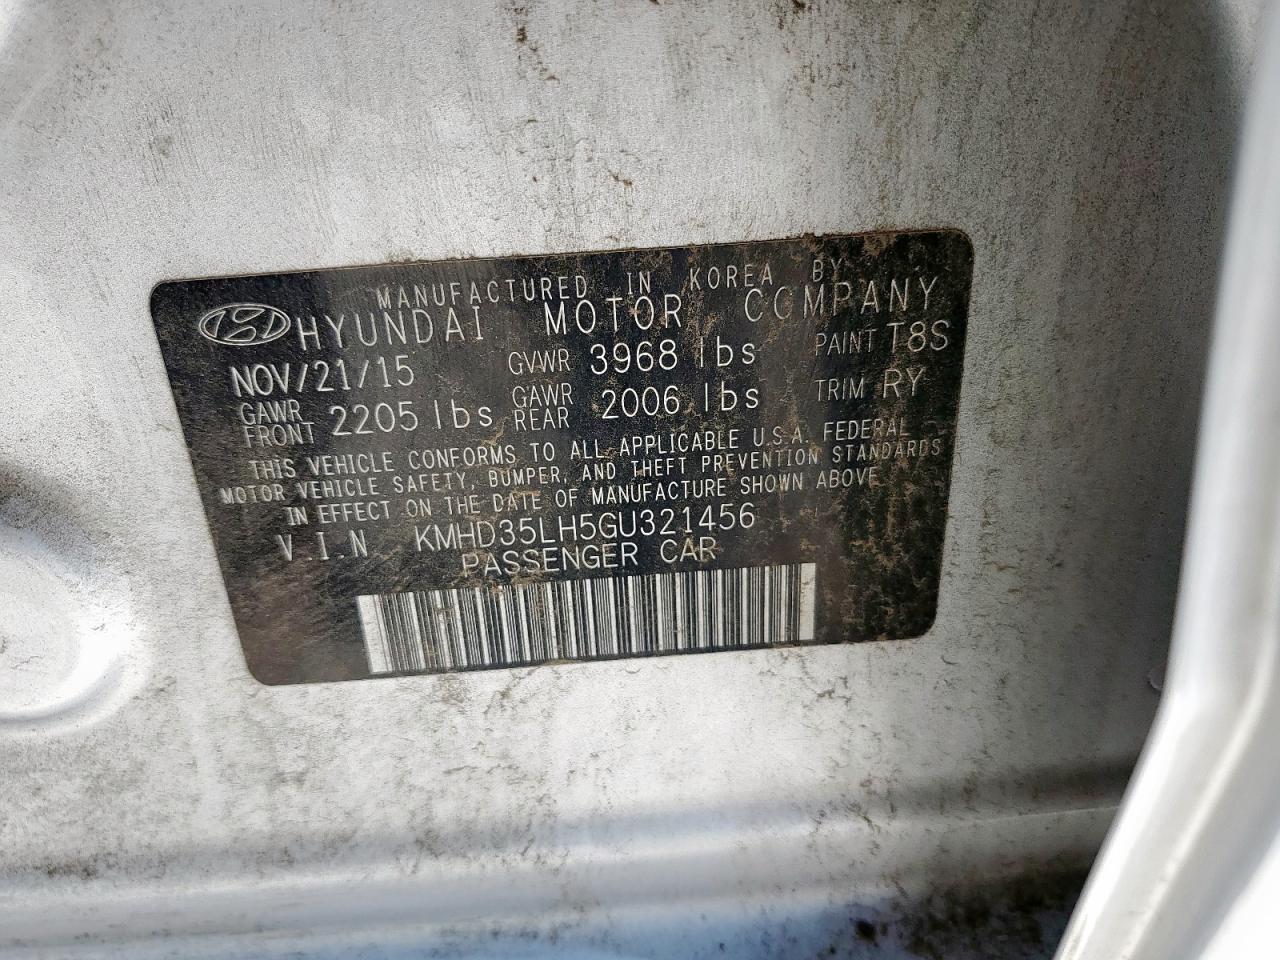 MANUFACTURED IN KOREA BY
HYUNDAI MOTOR COMPANY
NOV/21/15 GVWR 3968 lbs PAINT T8S
GAWR FRONT 2205 lbs GAWR REAR 2006 lbs TRIM RY
THIS VEHICLE CONFORMS TO ALL APPLICABLE U.S.A. FEDERAL
MOTOR VEHICLE SAFETY, BUMPER, AND THEFT PREVENTION STANDARDS
IN EFFECT ON THE DATE OF MANUFACTURE SHOWN ABOVE
V.I.N KMHD35LH5GU321456
PASSENGER CAR